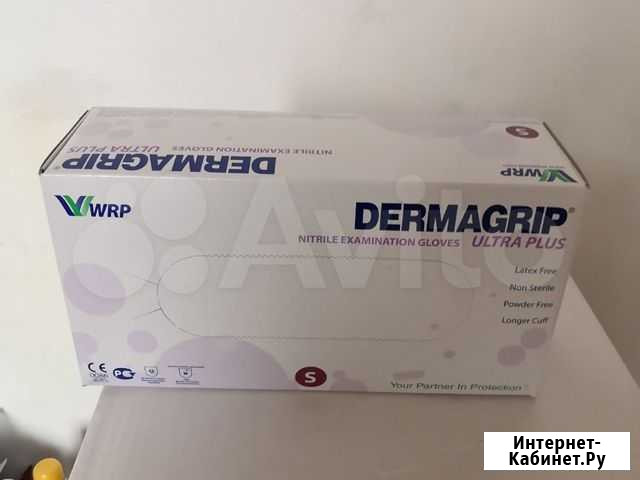 S
NITRILE EXAMINATION GLOVES ULTRA PLUS
DERMAGRIP
WRP
WRP
DERMAGRIP®
NITRILE EXAMINATION GLOVES ULTRA PLUS
Latex Free
Non Sterile
Powder Free
Longer Cuff
Avito
CE
S
Your Partner In Protection
Интернет-
Кабинет.Ру